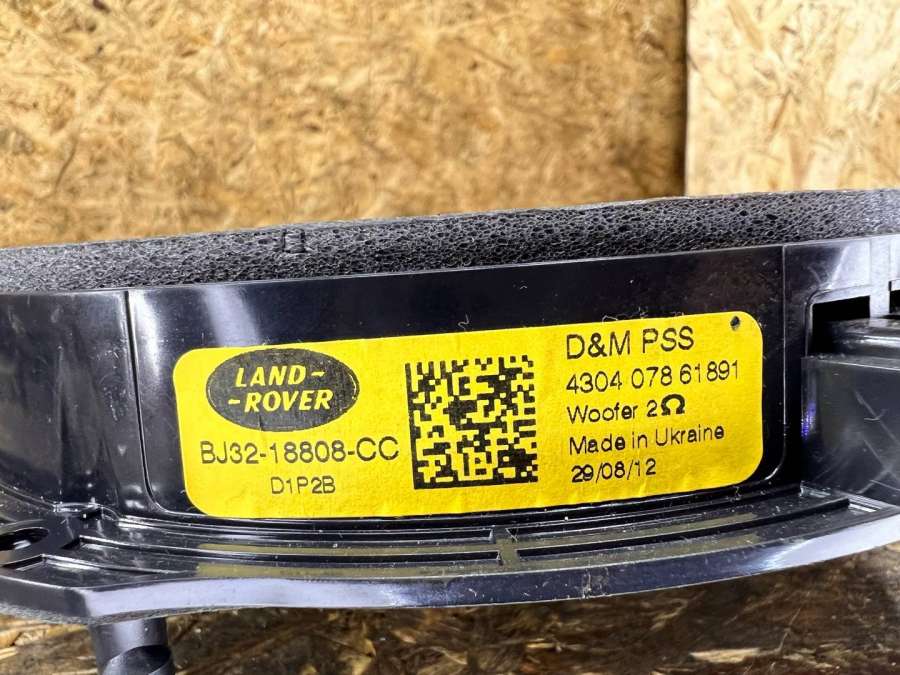 LAND-
-ROVER
BJ32-18808-CC
D1P2B
D&M PSS
4304 078 61891
Woofer 2Ω
Made in Ukraine
29/08/12